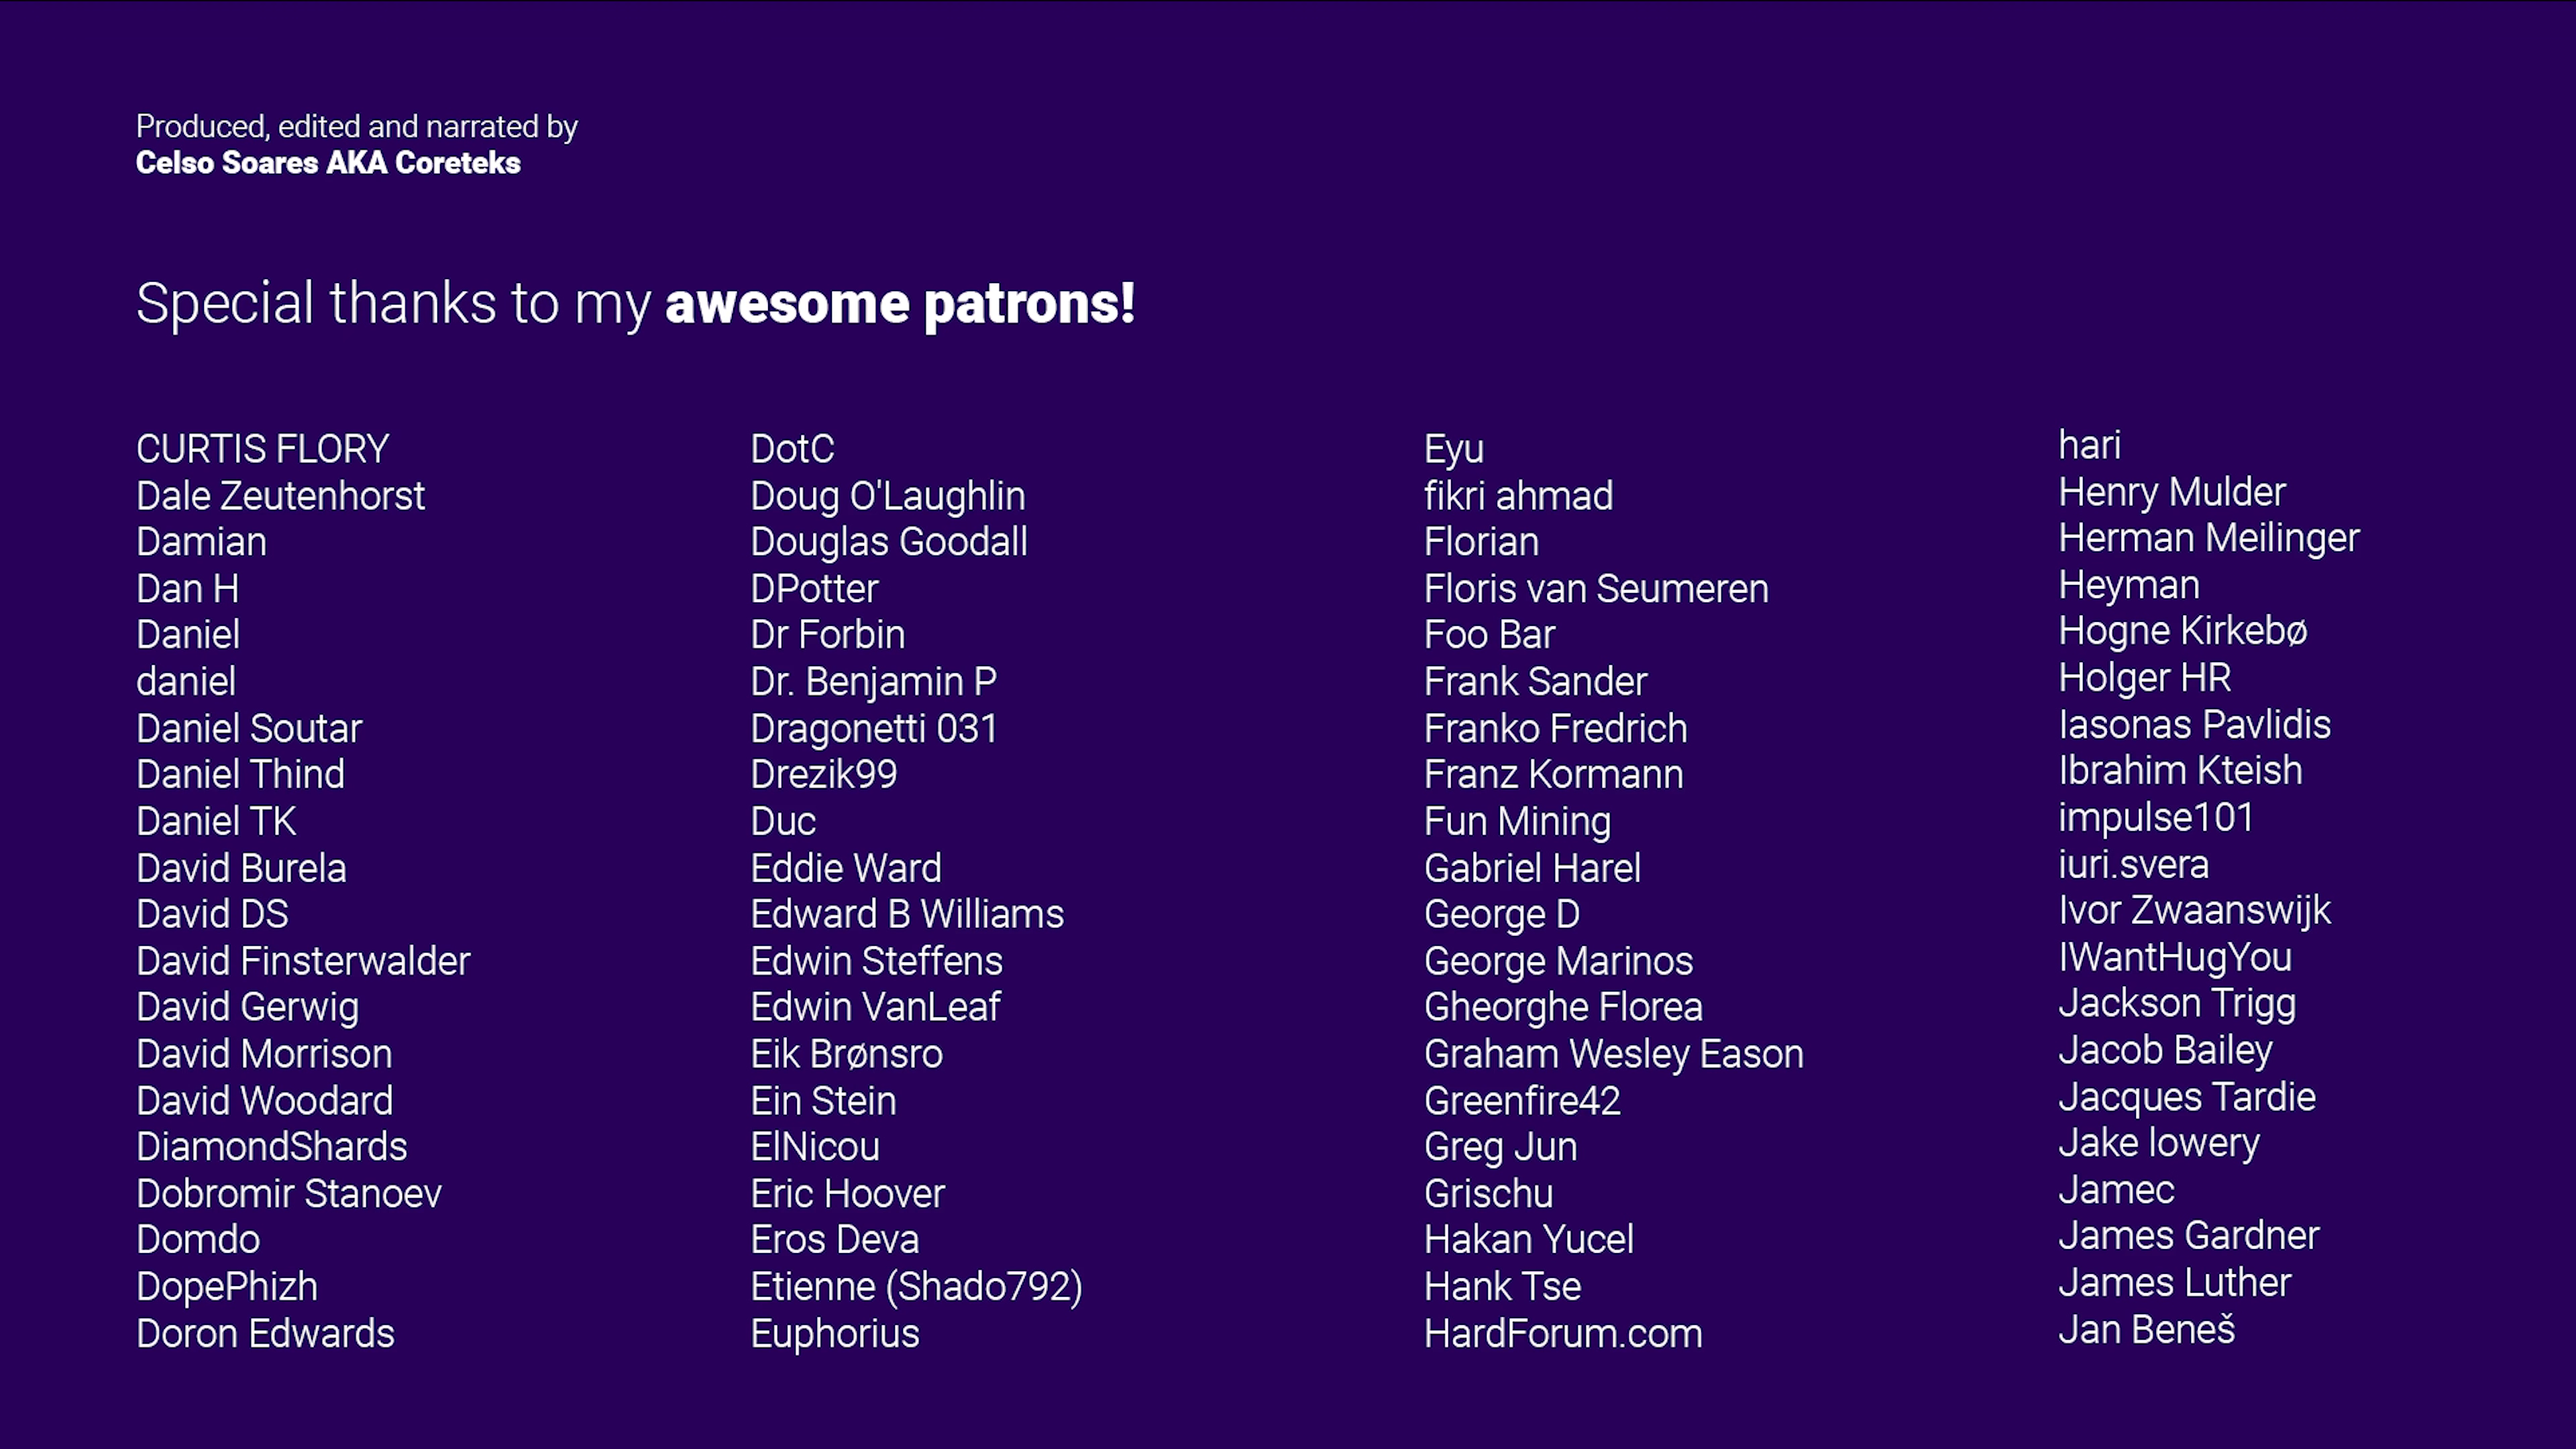 Produced, edited and narrated by
Celso Soares AKA Coreteks
Special thanks to my awesome patrons!
CURTIS FLORY
Dale Zeutenhorst
Damian
Dan H
Daniel
daniel
Daniel Soutar
Daniel Thind
Daniel TK
David Burela
David DS
David Finsterwalder
David Gerwig
David Morrison
David Woodard
DiamondShards
Dobromir Stanoev
Domdo
DopePhizh
Doron Edwards
DotC
Doug O'Laughlin
Douglas Goodall
DPotter
Dr Forbin
Dr. Benjamin P
Dragonetti 031
Drezik99
Duc
Eddie Ward
Edward B Williams
Edwin Steffens
Edwin VanLeaf
Eik Brønsro
Ein Stein
ElNicou
Eric Hoover
Eros Deva
Etienne (Shado792)
Euphorius
Eyu
fikri ahmad
Florian
Floris van Seumeren
Foo Bar
Frank Sander
Franko Fredrich
Franz Kormann
Fun Mining
Gabriel Harel
George D
George Marinos
Gheorghe Florea
Graham Wesley Eason
Greenfire42
Greg Jun
Grischu
Hakan Yucel
Hank Tse
HardForum.com
hari
Henry Mulder
Herman Meilinger
Heyman
Hogne Kirkebø
Holger HR
Iasonas Pavlidis
Ibrahim Kteish
impulse101
iuri.svera
Ivor Zwaanswijk
IWantHugYou
Jackson Trigg
Jacob Bailey
Jacques Tardie
Jake lowery
Jamec
James Gardner
James Luther
Jan Beneš